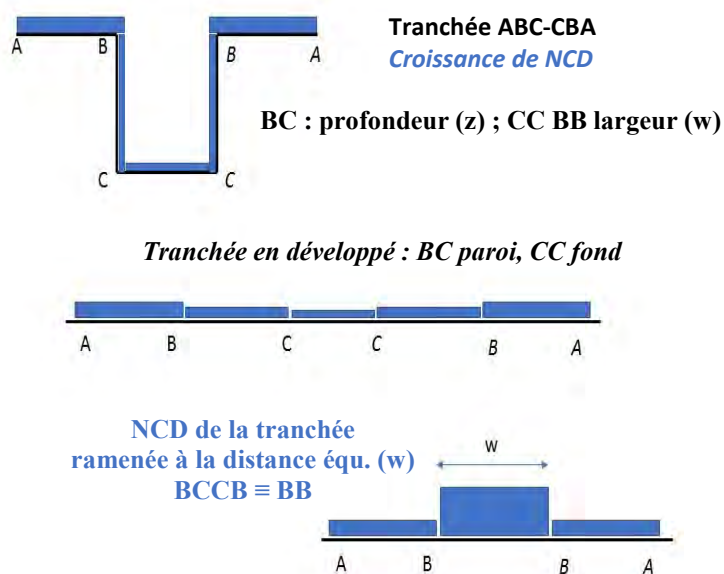 Tranchée ABC-CBA
Croissance de NCD
A B B A
BC : profondeur (z) ; CC BB largeur (w)
C C
Tranchée en développé : BC paroi, CC fond
A B C C B A
NCD de la tranchée
ramenée à la distance équ. (w)
BCCB ≡ BB
w
A B B A